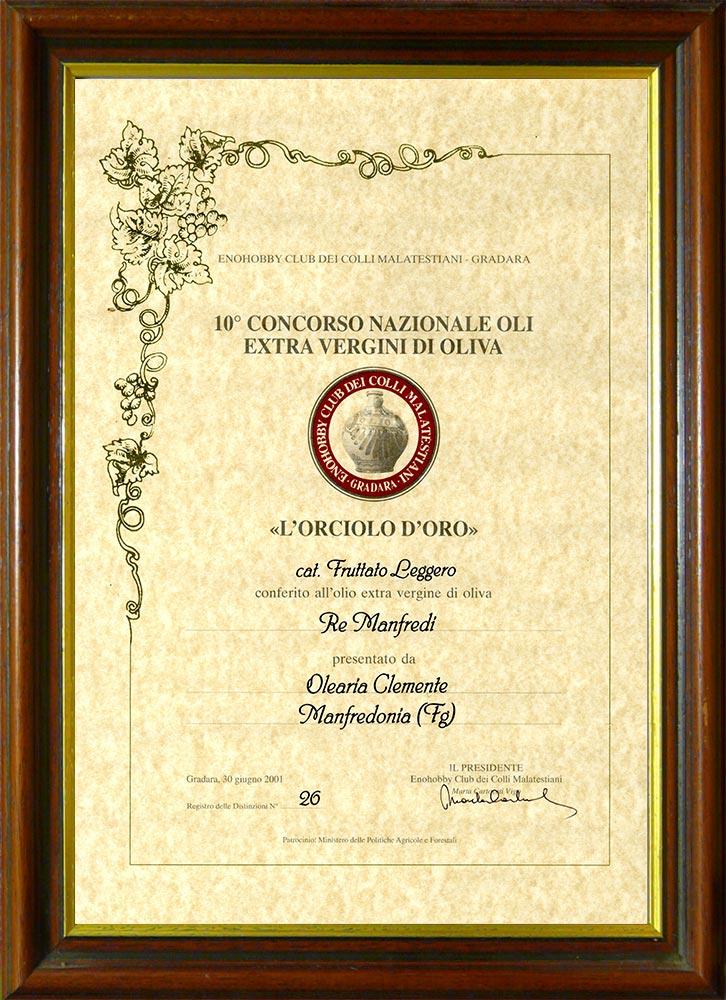 ENOHOBBY CLUB DEI COLLI MALATESTIANI - GRADARA
10° CONCORSO NAZIONALE OLI
EXTRA VERGINI DI OLIVA
ENOHOBBY CLUB DEI COLLI MALATESTIANI
· GRADARA ·
«L'ORCIOLO D'ORO»
cat. Fruttato Leggero
conferito all'olio extra vergine di oliva
Re Manfredi
presentato da
Olearia Clemente
Manfredonia (Fg)
IL PRESIDENTE
Gradara, 30 giugno 2001
Enohobby Club dei Colli Malatestiani
Registro delle Distinzioni N° 26
Patrocinio: Ministero delle Politiche Agricole e Forestali